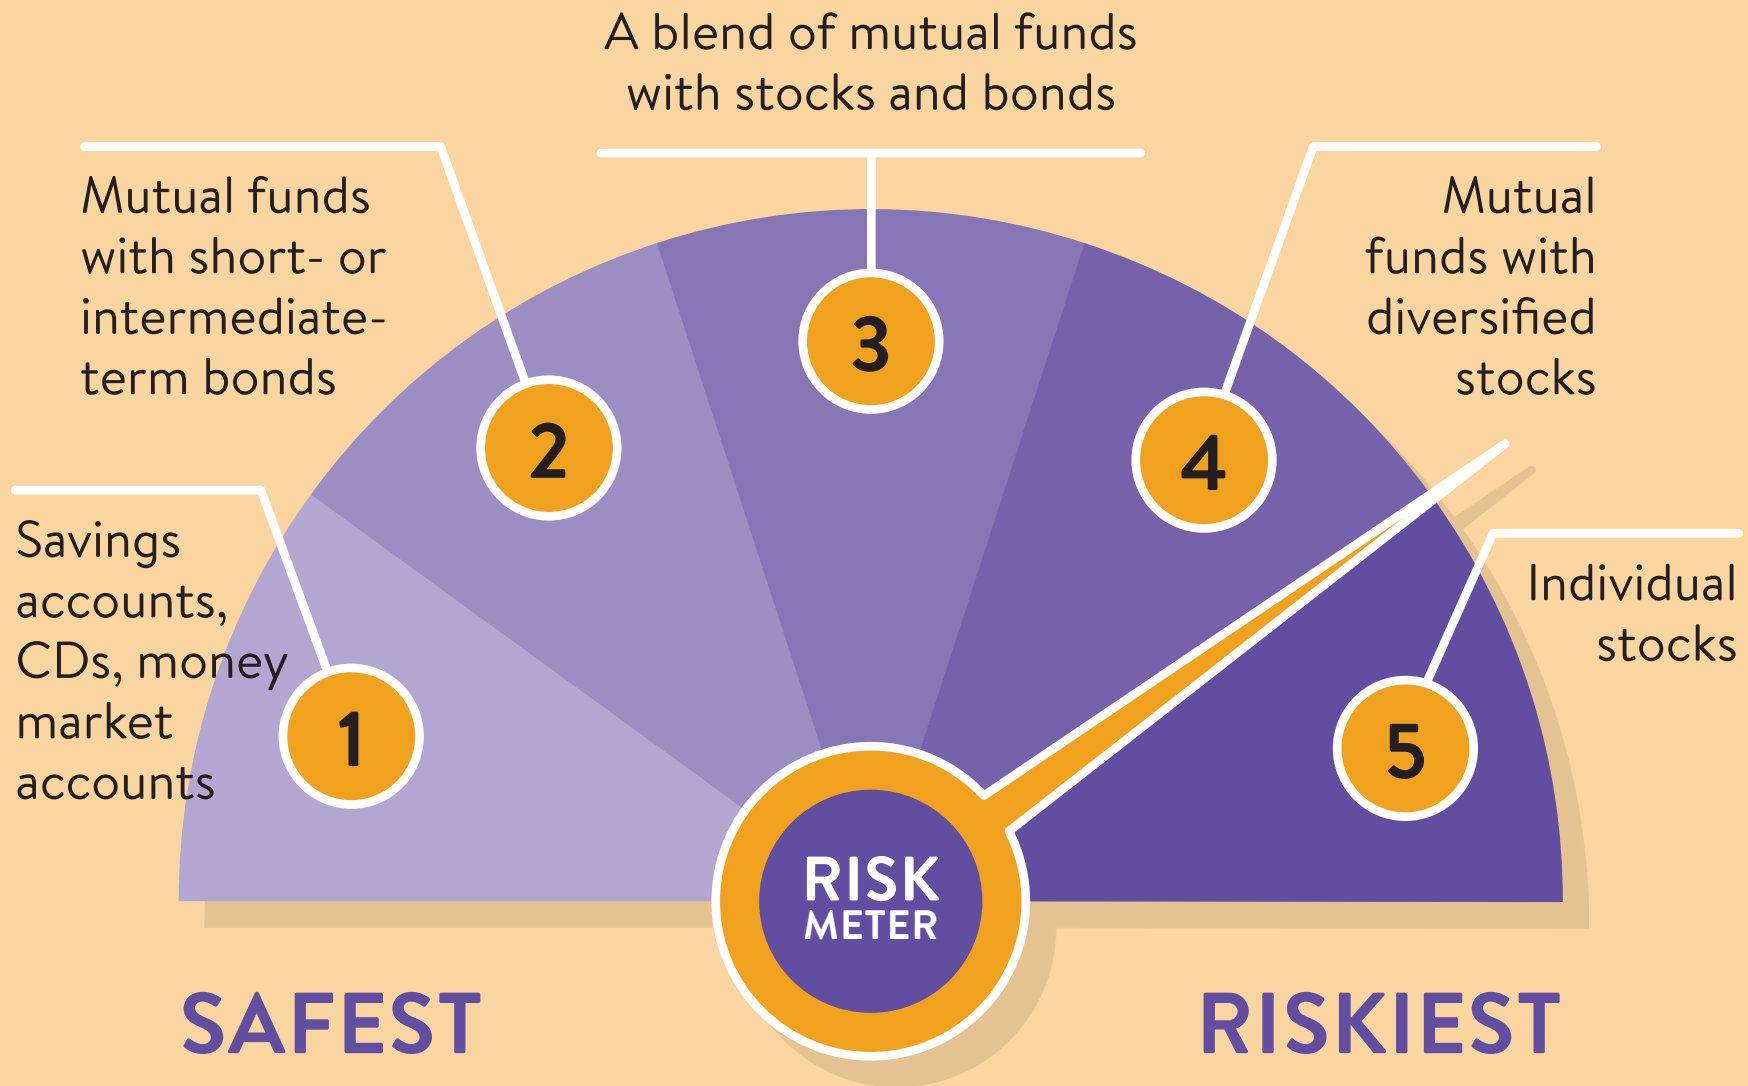 A blend of mutual funds
with stocks and bonds
Mutual funds
with short- or
intermediate-
term bonds
Mutual
funds with
diversified
stocks
Savings
accounts,
CDs, money
market
accounts
Individual
stocks
1
2
3
4
5
RISK
METER
SAFEST
RISKIEST